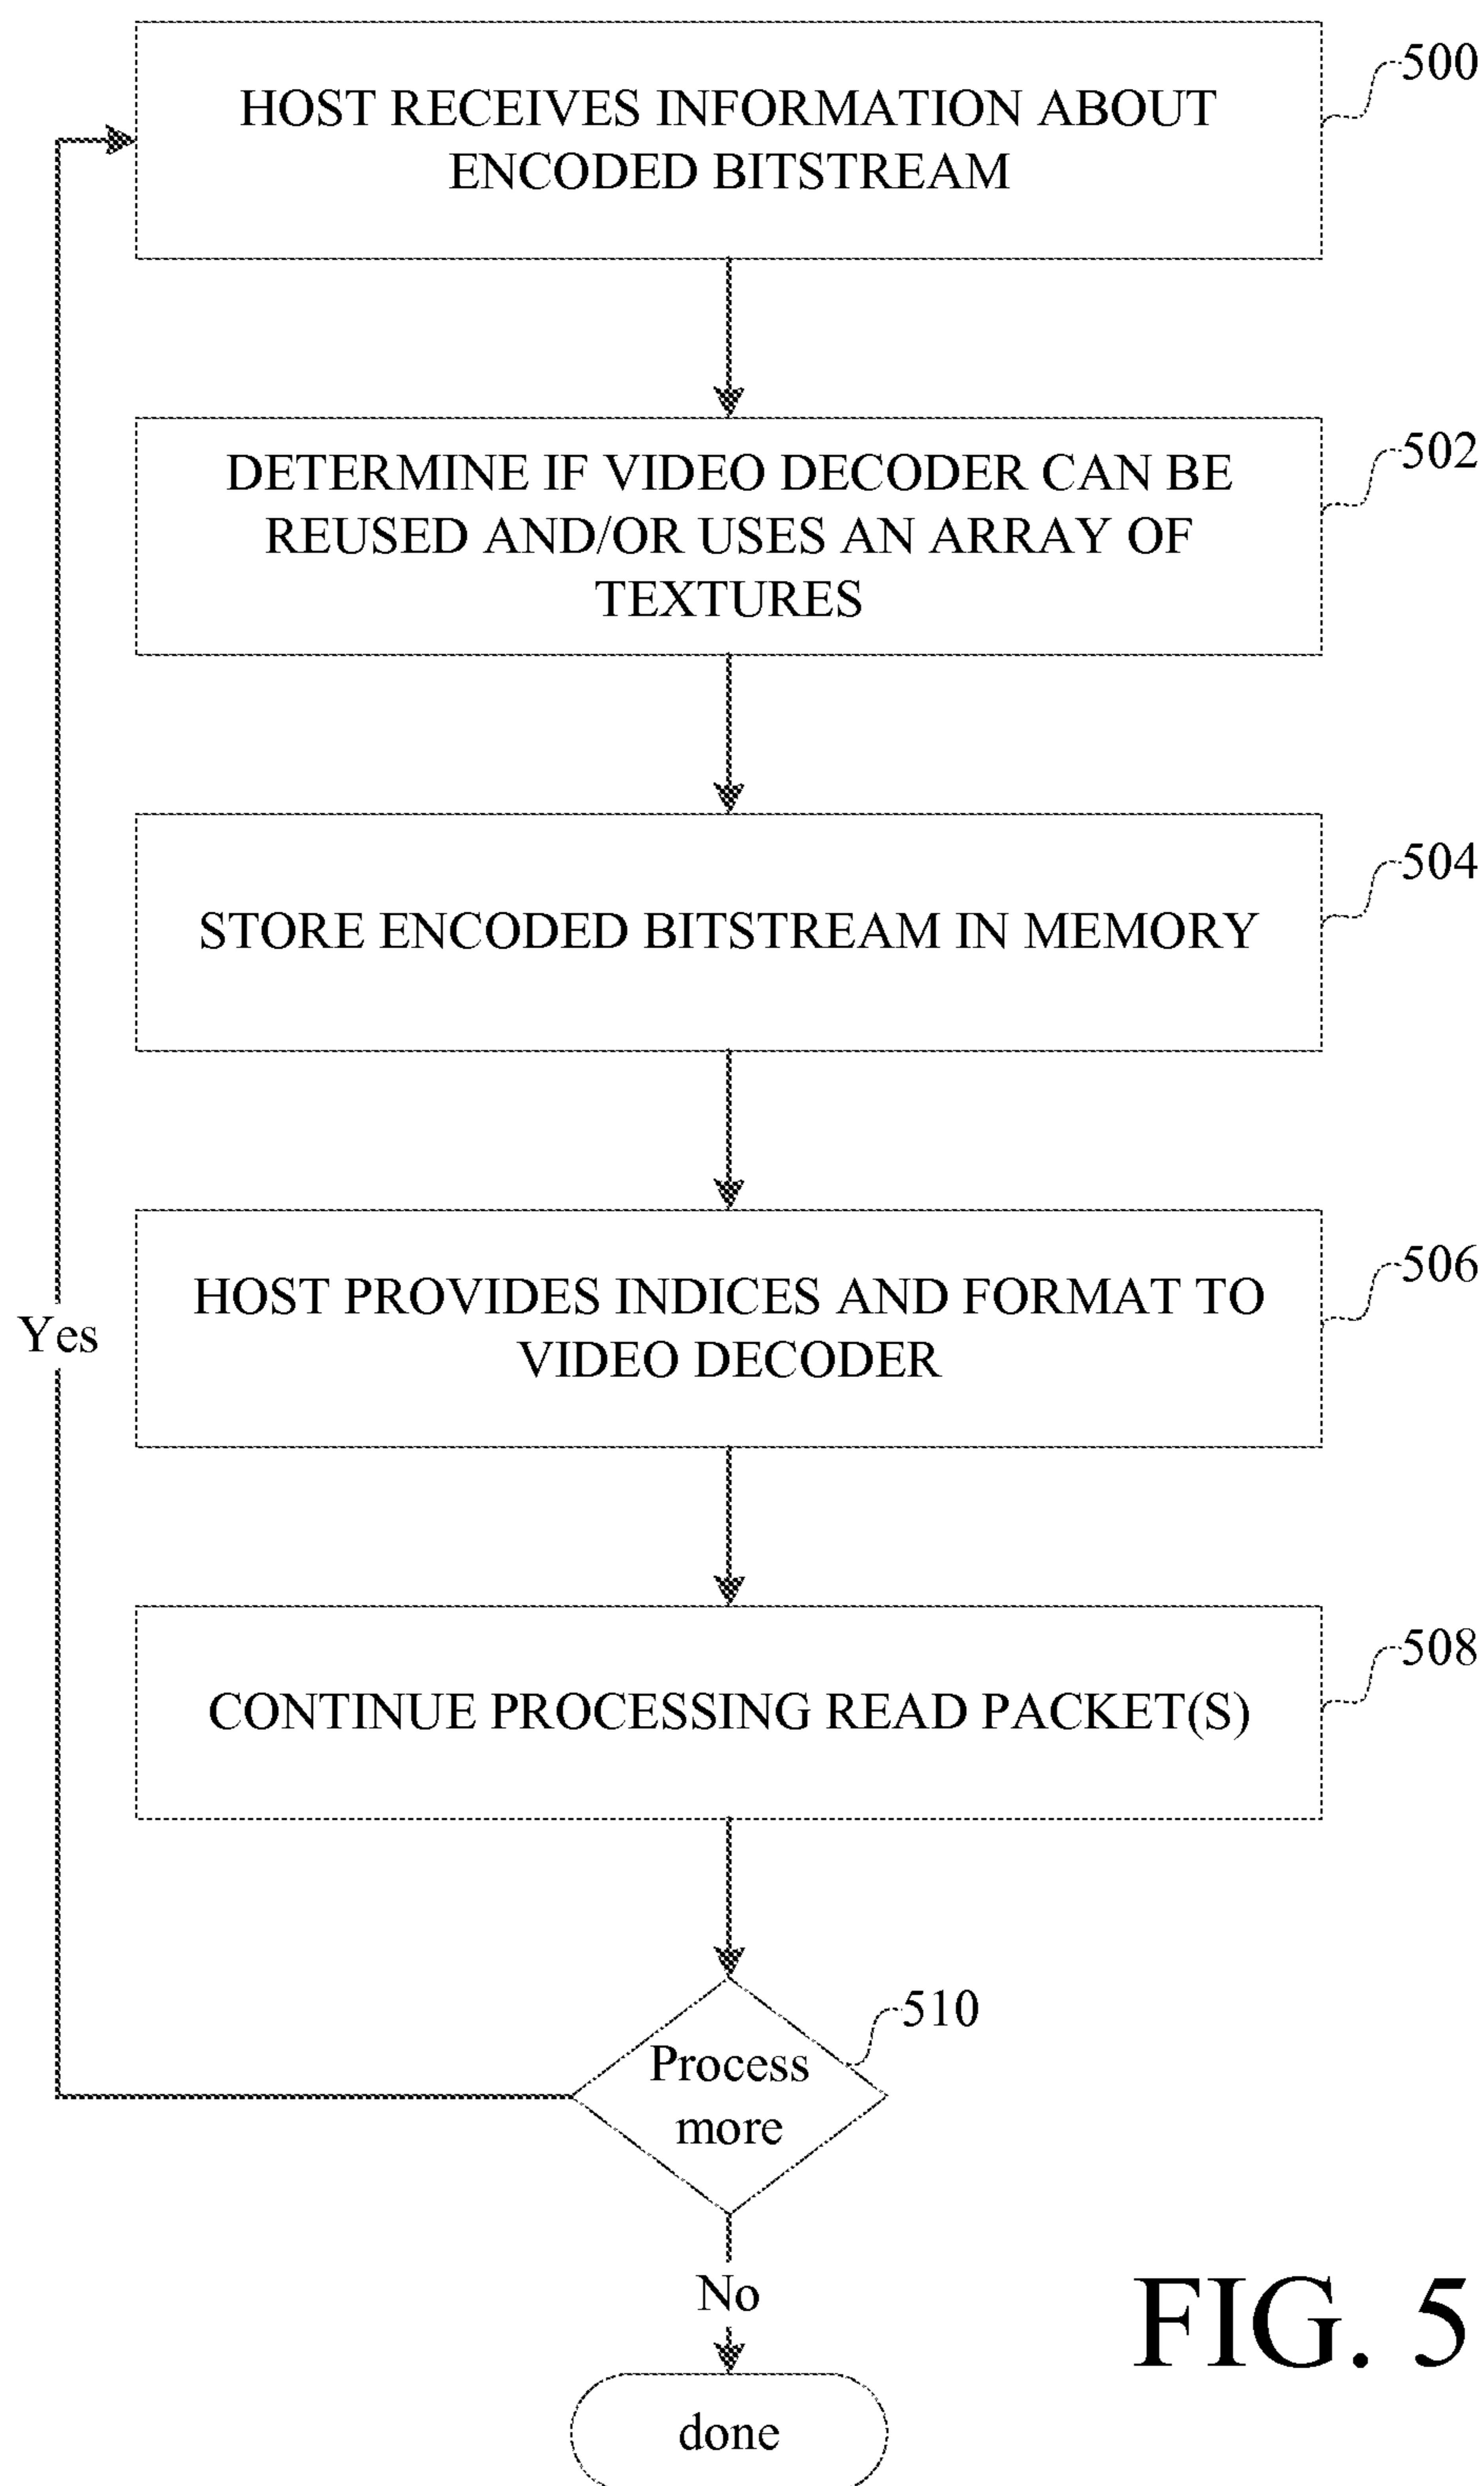 500
HOST RECEIVES INFORMATION ABOUT
ENCODED BITSTREAM
502
DETERMINE IF VIDEO DECODER CAN BE
REUSED AND/OR USES AN ARRAY OF
TEXTURES
504
STORE ENCODED BITSTREAM IN MEMORY
506
HOST PROVIDES INDICES AND FORMAT TO
VIDEO DECODER
Yes
508
CONTINUE PROCESSING READ PACKET(S)
510
Process
more
No
FIG. 5
done